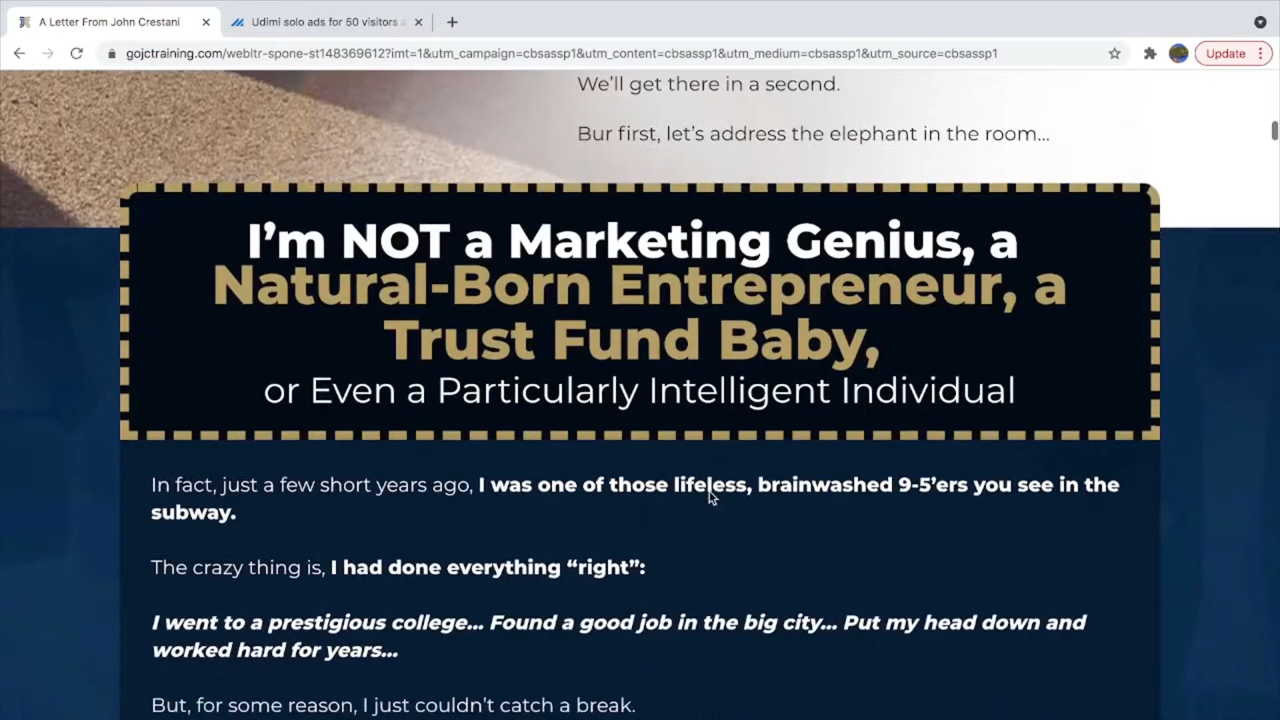 A Letter From John Crestani
Udimi solo ads for 50 visitors
gojctraining.com/webltr-spone-st148369612?imt=1&utm_campaign=cbsassp1&utm_content=cbsassp1&utm_medium=cbsassp1&utm_source=cbsassp1
Update
We’ll get there in a second.
Bur first, let’s address the elephant in the room…
I’m NOT a Marketing Genius, a
Natural-Born Entrepreneur, a
Trust Fund Baby,
or Even a Particularly Intelligent Individual
In fact, just a few short years ago, I was one of those lifeless, brainwashed 9-5’ers you see in the
subway.
The crazy thing is, I had done everything “right”:
I went to a prestigious college… Found a good job in the big city… Put my head down and
worked hard for years…
But, for some reason, I just couldn’t catch a break.